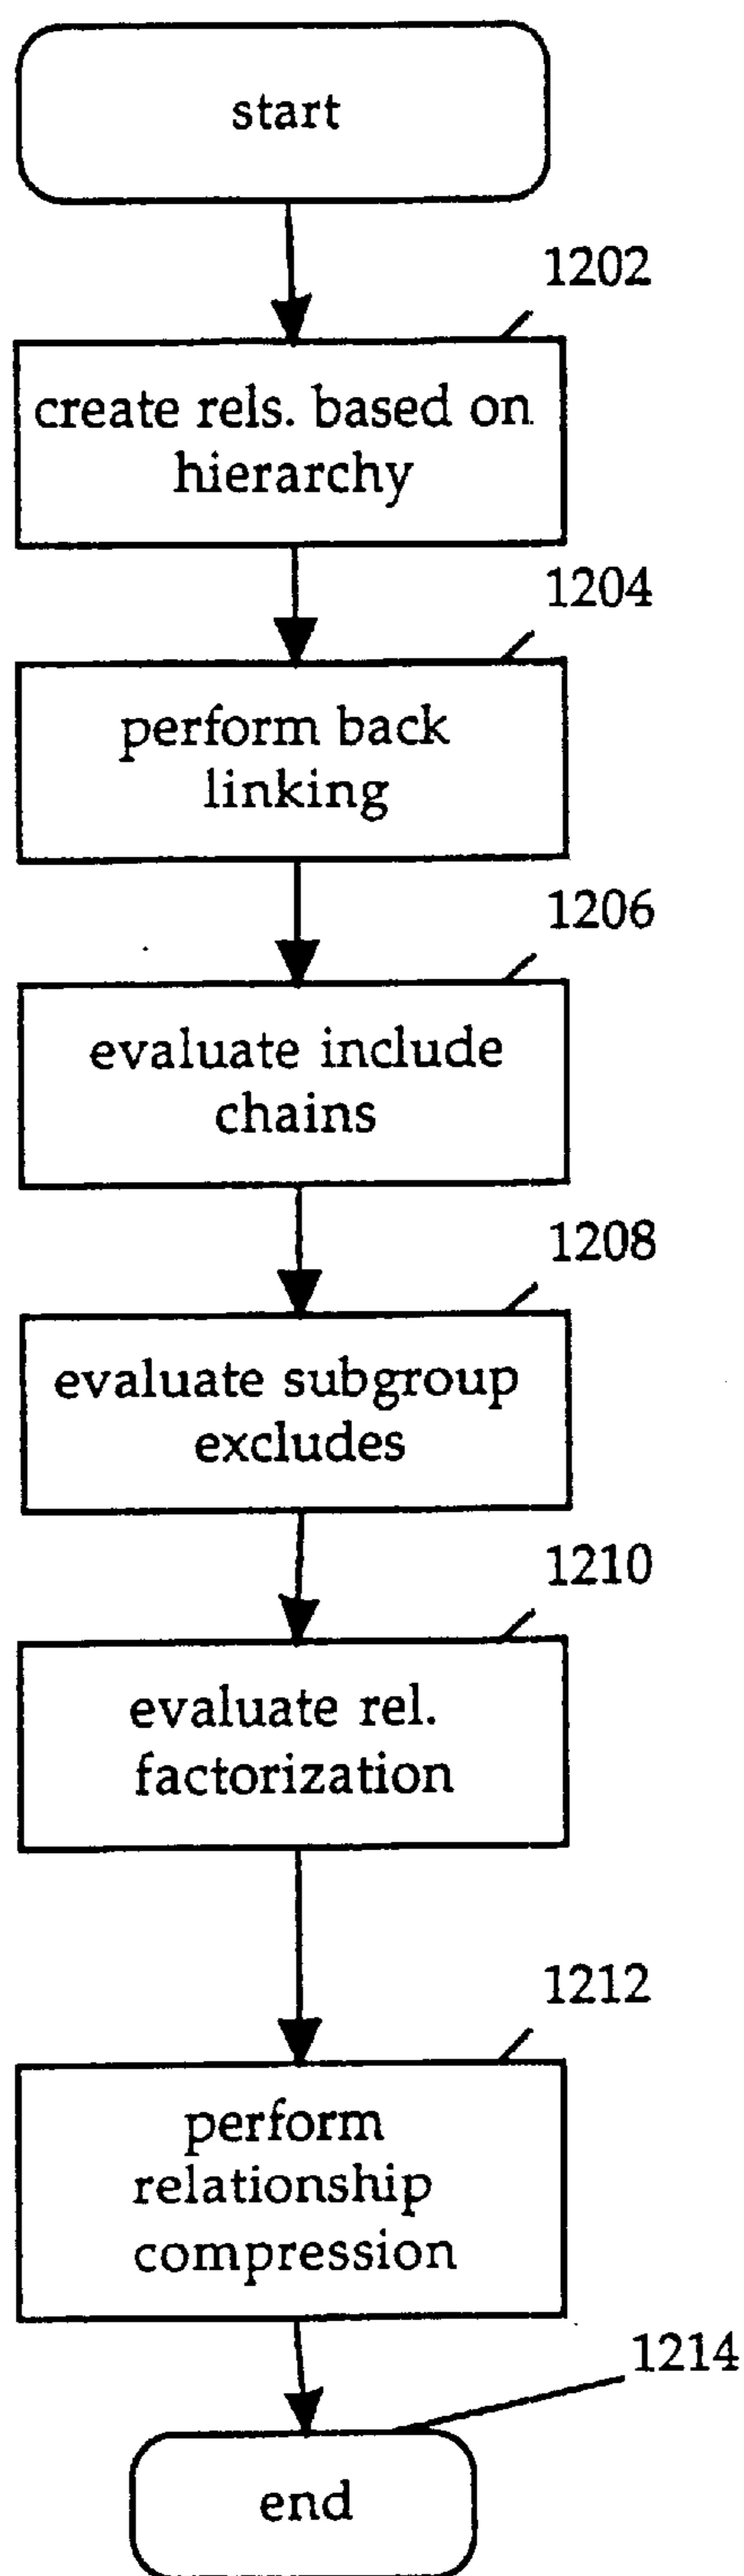 start
1202
create rels. based on
hierarchy
1204
perform back
linking
1206
evaluate include
chains
1208
evaluate subgroup
excludes
1210
evaluate rel.
factorization
1212
perform
relationship
compression
1214
end